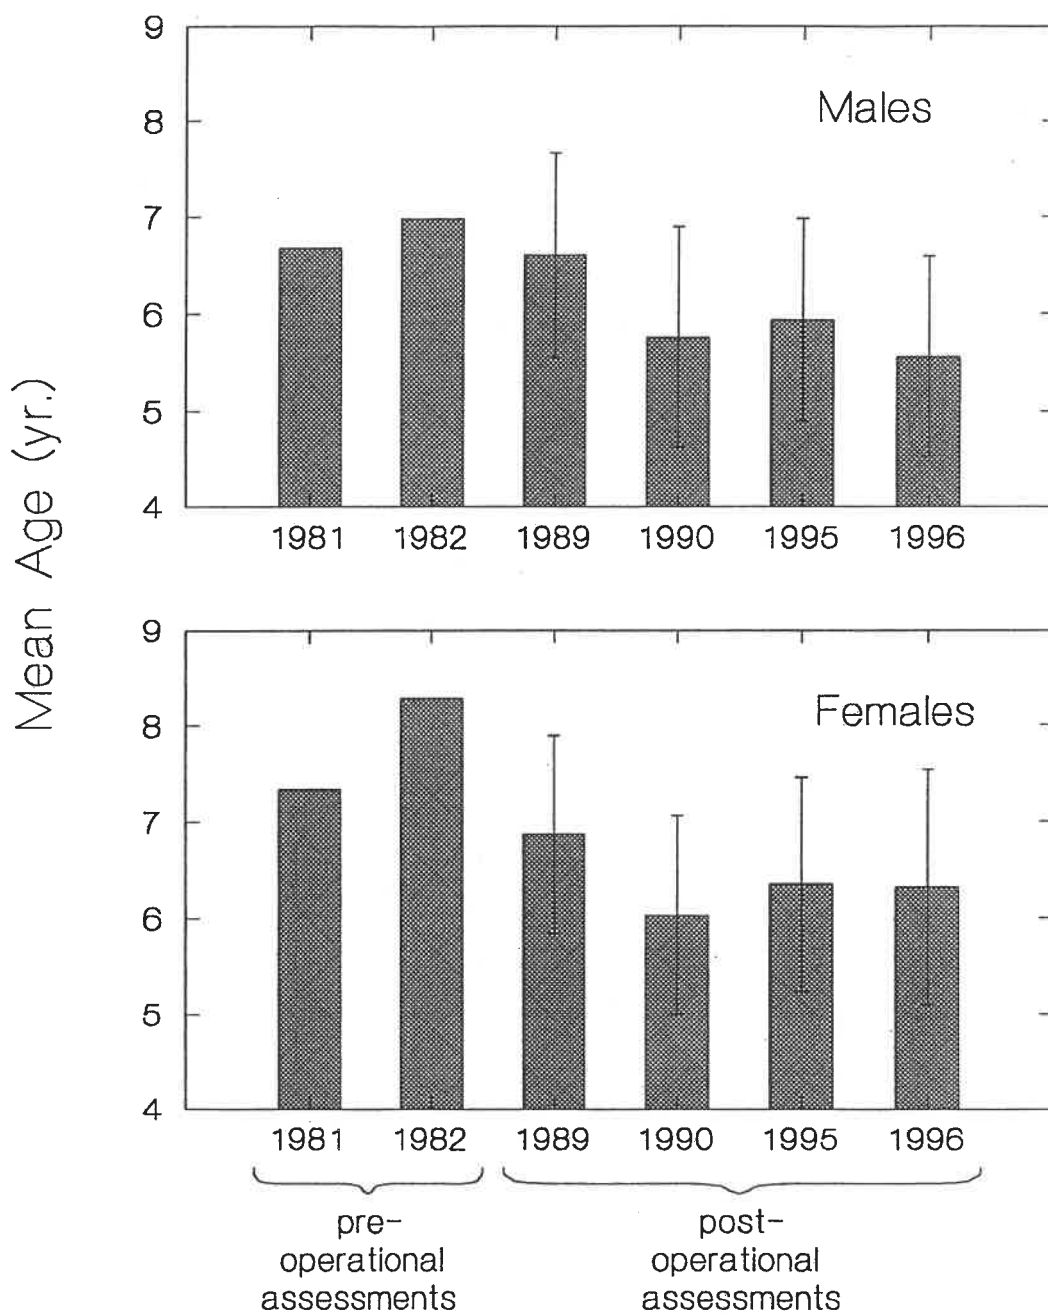 Mean Age (yr.)
9
8
7
6
5
4
Males
1981 1982 1989 1990 1995 1996
9
8
7
6
5
4
Females
1981 1982 1989 1990 1995 1996
pre-
operational
assessments
post-
operational
assessments